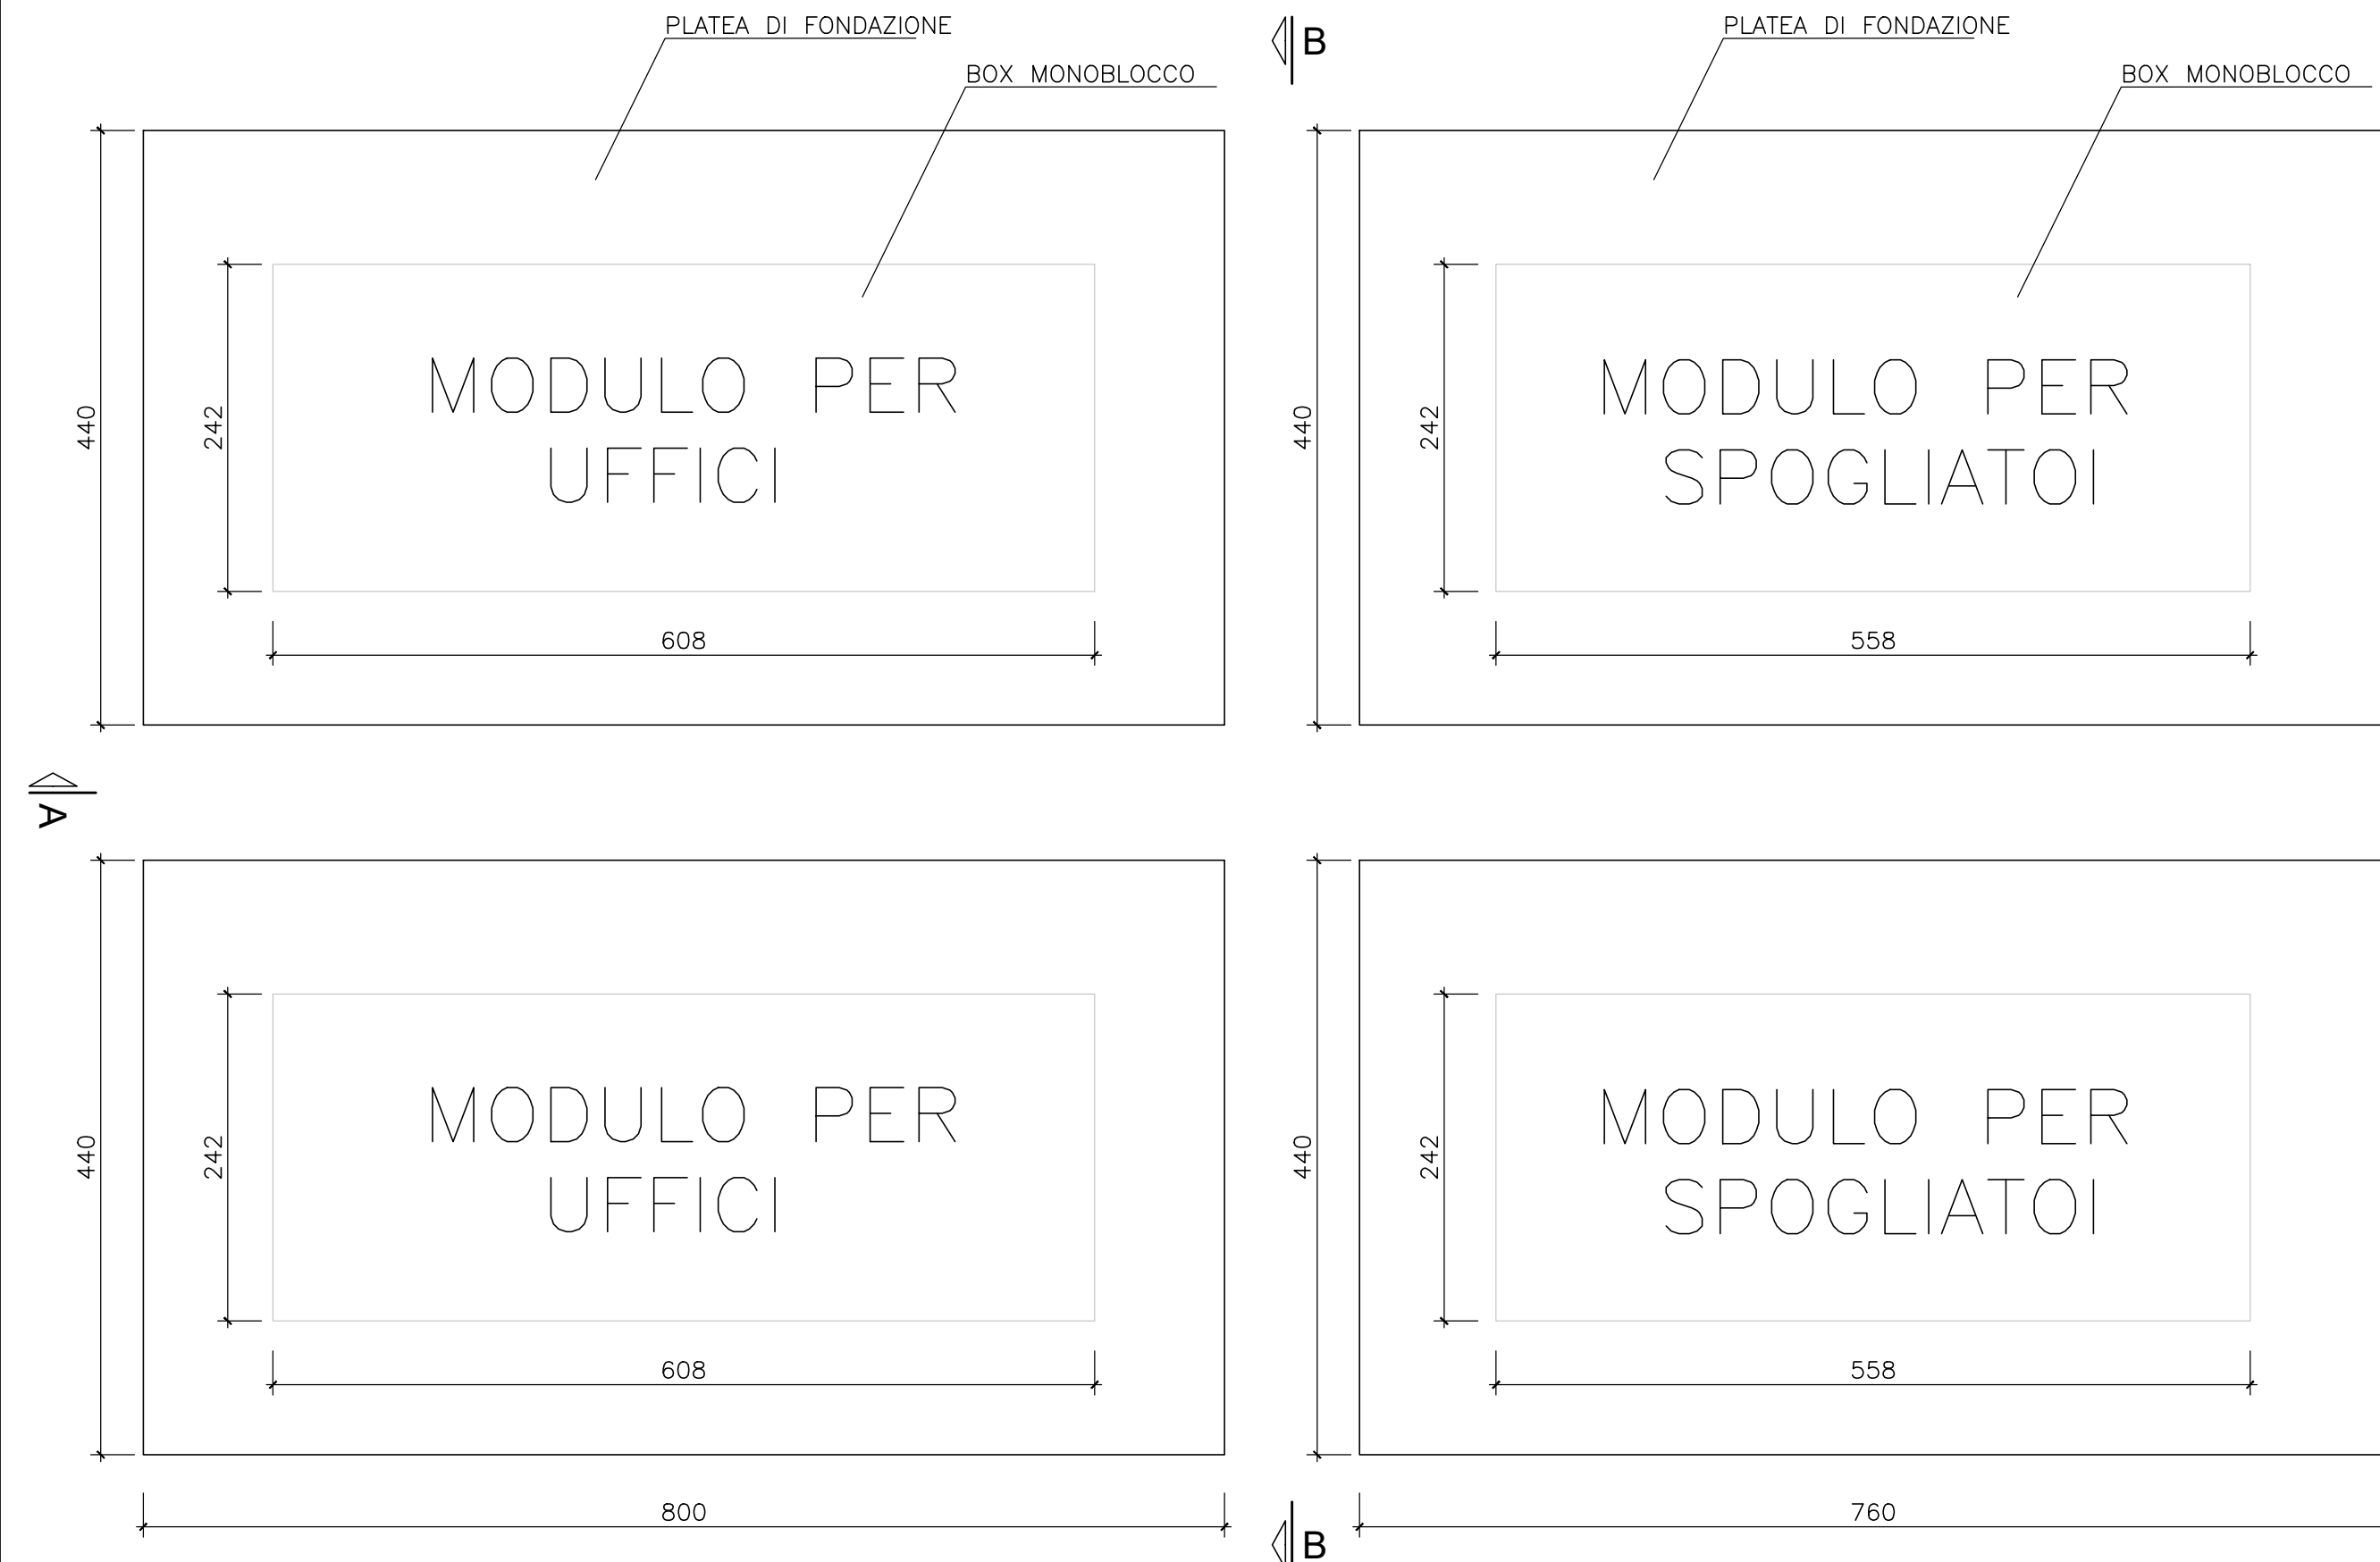 PLATEA DI FONDAZIONE
BOX MONOBLOCCO
B
PLATEA DI FONDAZIONE
BOX MONOBLOCCO
440
242
MODULO PER
UFFICI
608
440
242
MODULO PER
SPOGLIATOI
558
A
440
242
MODULO PER
UFFICI
608
800
440
242
MODULO PER
SPOGLIATOI
558
760
B